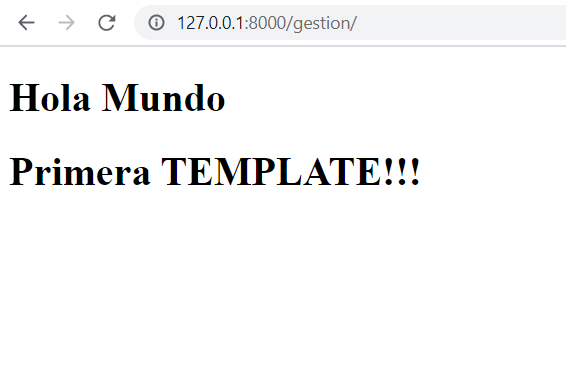 127.0.0.1:8000/gestion/
Hola Mundo
Primera TEMPLATE!!!